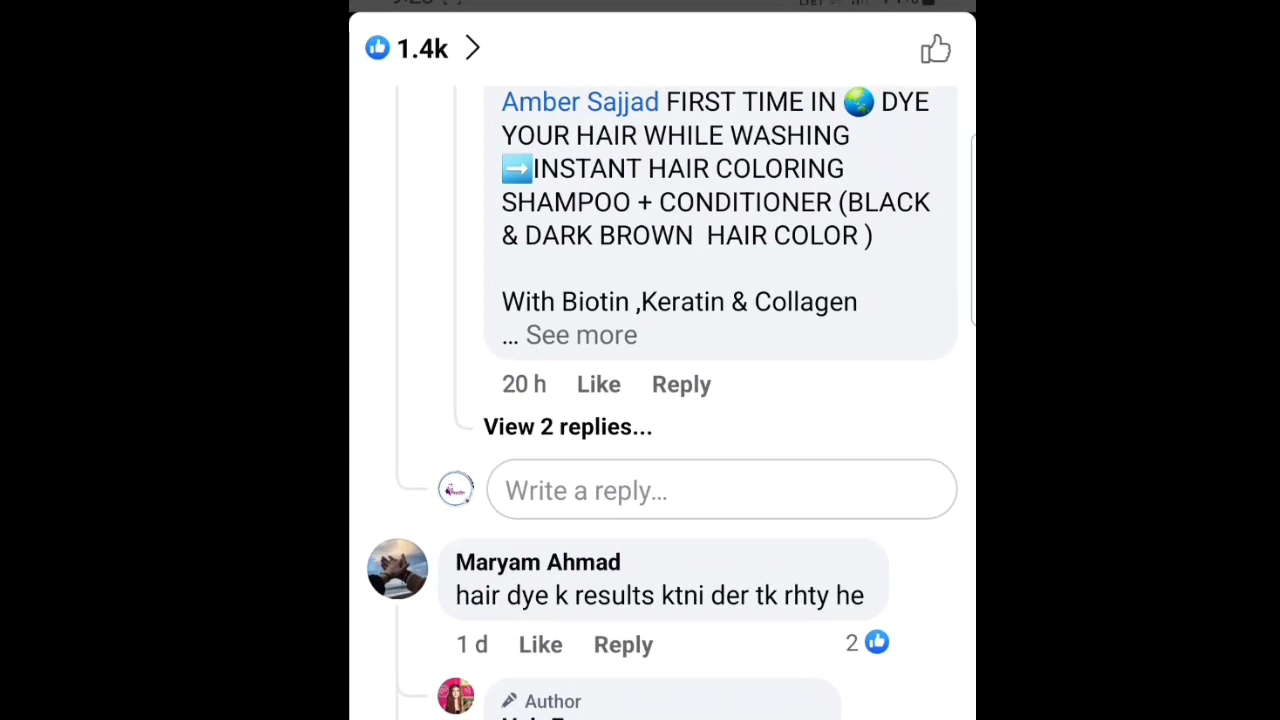 1.4k
Amber Sajjad FIRST TIME IN 🌏 DYE
YOUR HAIR WHILE WASHING
➡️INSTANT HAIR COLORING
SHAMPOO + CONDITIONER (BLACK
& DARK BROWN  HAIR COLOR )
With Biotin ,Keratin & Collagen
... See more
20 h Like Reply
View 2 replies...
Write a reply...
Maryam Ahmad
hair dye k results ktni der tk rhty he
1 d Like Reply 2
Author